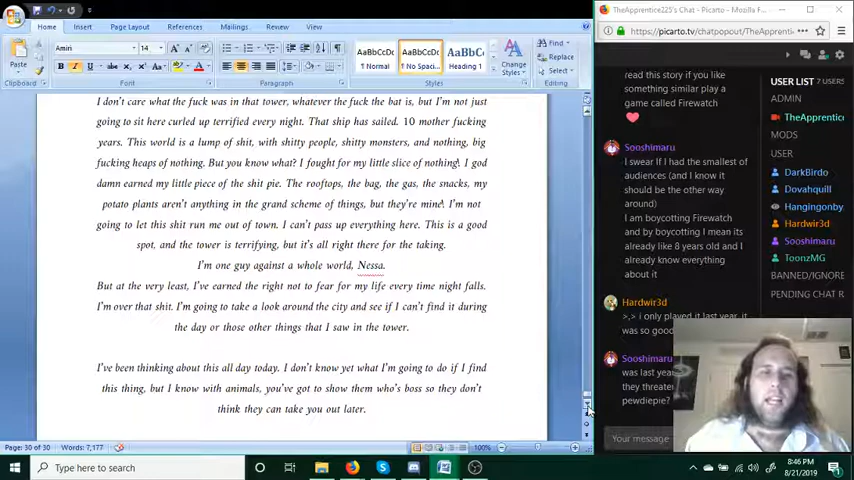 TheApprentice225's Chat - Picarto - Mozilla F
https://picarto.tv/chatpopout/TheApprenti
Home Insert Page Layout References Mailings Review View
Amiri 14
Paste
Clipboard Font Paragraph Styles Editing
AaBbCcDc AaBbCcDc AaBbC
¶ Normal ¶ No Spaci... Heading 1
Change Styles
Find
Replace
Select
I don't care what the fuck was in that tower, whatever the fuck the bat is, but I'm not just
going to sit here curled up terrified every night. That ship has sailed. 10 mother fucking
years. This world is a lump of shit, with shitty people, shitty monsters, and nothing, big
fucking heaps of nothing. But you know what? I fought for my little slice of nothing!. I god
damn earned my little piece of the shit pie. The rooftops, the bag, the gas, the snacks, my
potato plants aren't anything in the grand scheme of things, but they're mine!. I'm not
going to let this shit run me out of town. I can't pass up everything here. This is a good
spot, and the tower is terrifying, but it's all right there for the taking.
I'm one guy against a whole world, Nessa.
But at the very least, I've earned the right not to fear for my life every time night falls.
I'm over that shit. I'm going to take a look around the city and see if I can't find it during
the day or those other things that I saw in the tower.
I've been thinking about this all day today. I don't know yet what I'm going to do if I find
this thing, but I know with animals, you've got to show them who's boss so they don't
think they can take you out later.
Page: 30 of 30 Words: 7,177 100%
read this story if you like
something similar play a
game called Firewatch
Sooshimaru
I swear If I had the smallest of
audiences (and I know it
should be the other way
around)
I am boycotting Firewatch
and by boycotting I mean its
already like 8 years old and I
already know everything
about it
Hardwir3d
>,> i only played it last year, it
was so good
Sooshimaru
was last year
they threaten
pewdiepie?
Your message
USER LIST 7 USERS
ADMIN
TheApprentice
MODS
USER
DarkBirdo
Dovahquill
Hangingonby
Hardwir3d
Sooshimaru
ToonzMG
BANNED/IGNORE
PENDING CHAT R
Type here to search
8:46 PM
8/21/2019